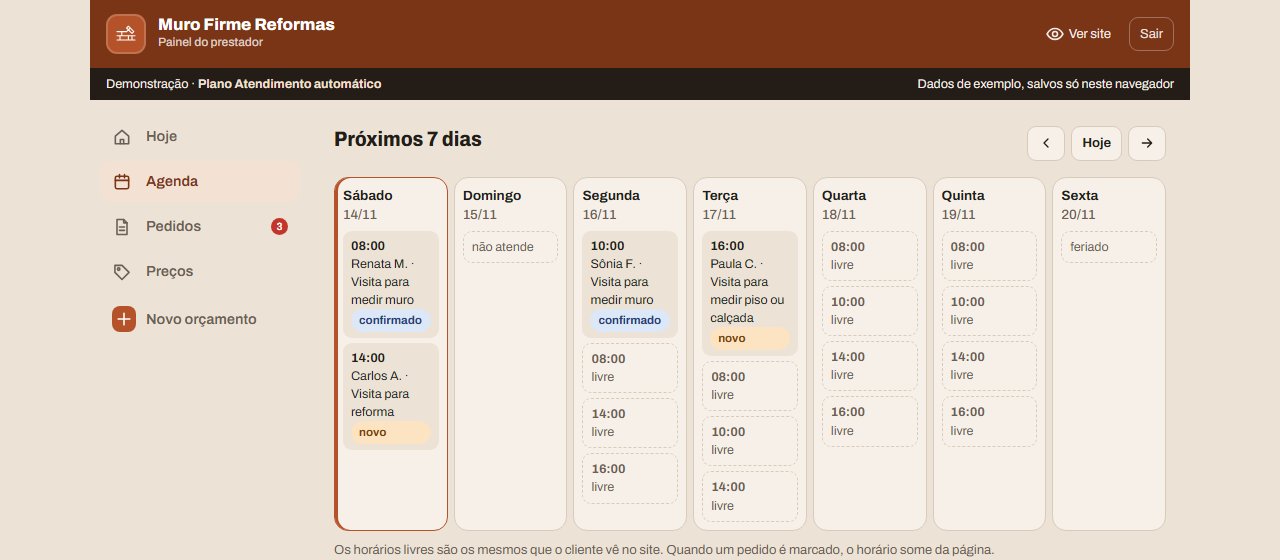 Muro Firme Reformas
Painel do prestador
Ver site
Sair
Demonstração · Plano Atendimento automático
Dados de exemplo, salvos só neste navegador
Hoje
Agenda
Pedidos
3
Preços
Novo orçamento
Próximos 7 dias
Hoje
Sábado
14/11
08:00
Renata M. ·
Visita para
medir muro
confirmado
14:00
Carlos A. ·
Visita para
reforma
novo
Domingo
15/11
não atende
Segunda
16/11
10:00
Sônia F. ·
Visita para
medir muro
confirmado
08:00
livre
14:00
livre
16:00
livre
Terça
17/11
16:00
Paula C. ·
Visita para
medir piso ou
calçada
novo
08:00
livre
10:00
livre
14:00
livre
Quarta
18/11
08:00
livre
10:00
livre
14:00
livre
16:00
livre
Quinta
19/11
08:00
livre
10:00
livre
14:00
livre
16:00
livre
Sexta
20/11
feriado
Os horários livres são os mesmos que o cliente vê no site. Quando um pedido é marcado, o horário some da página.